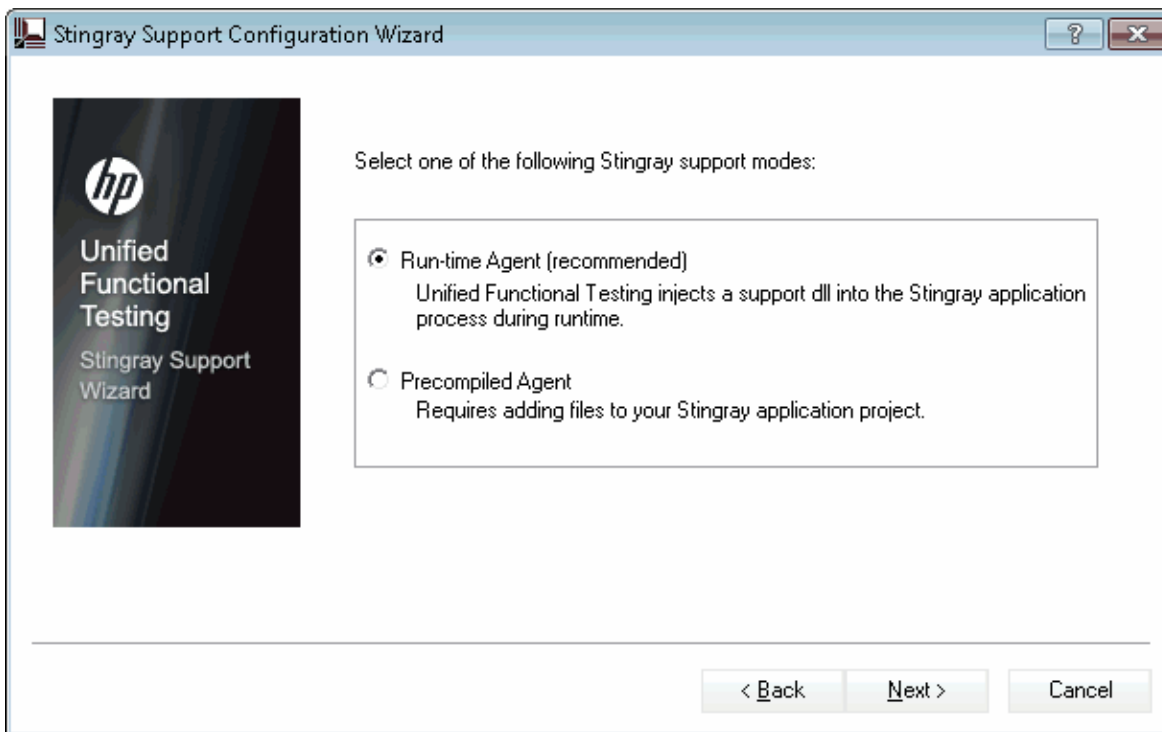 Stingray Support Configuration Wizard
?
hp
Unified
Functional
Testing
Stingray Support
Wizard
Select one of the following Stingray support modes:
Run-time Agent (recommended)
Unified Functional Testing injects a support dll into the Stingray application
process during runtime.
Precompiled Agent
Requires adding files to your Stingray application project.
< Back
Next >
Cancel